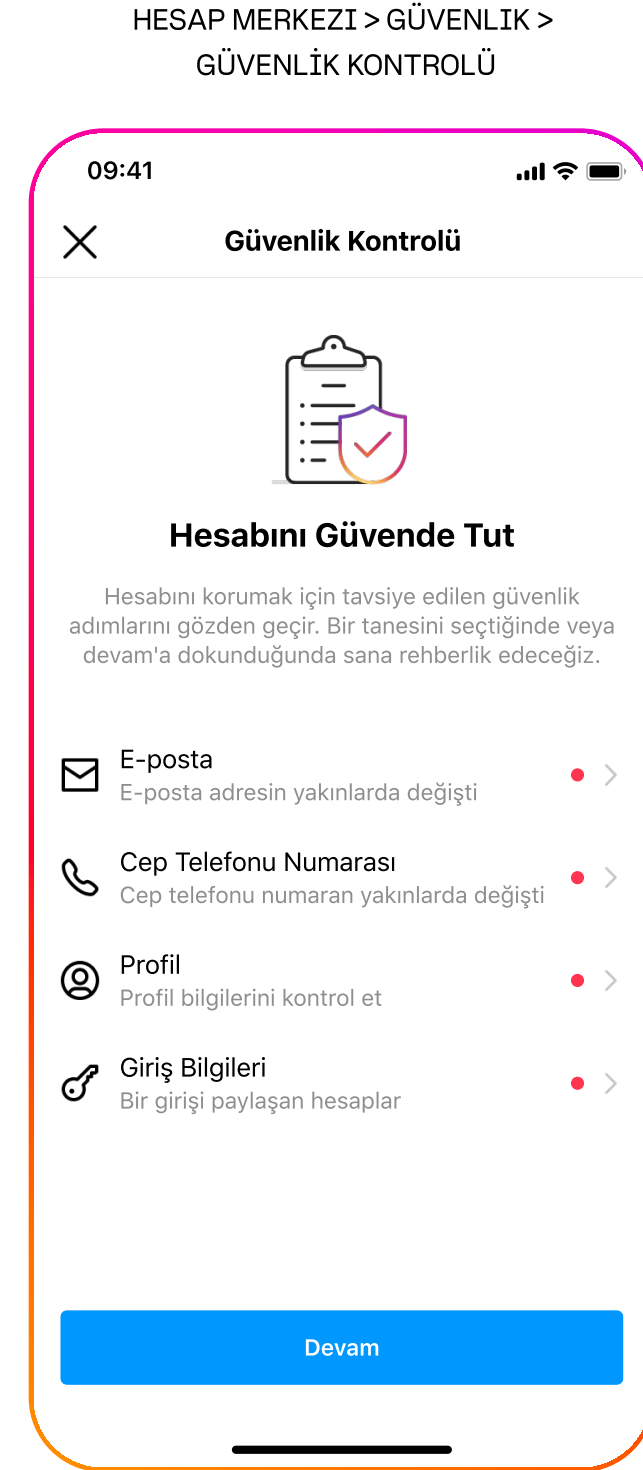 HESAP MERKEZI > GÜVENLIK >
GÜVENLİK KONTROLÜ
09:41
Güvenlik Kontrolü
Hesabını Güvende Tut
Hesabını korumak için tavsiye edilen güvenlik
adımlarını gözden geçir. Bir tanesini seçtiğinde veya
devam'a dokunduğunda sana rehberlik edeceğiz.
E-posta
E-posta adresin yakınlarda değişti
Cep Telefonu Numarası
Cep telefonu numaran yakınlarda değişti
Profil
Profil bilgilerini kontrol et
Giriş Bilgileri
Bir girişi paylaşan hesaplar
Devam